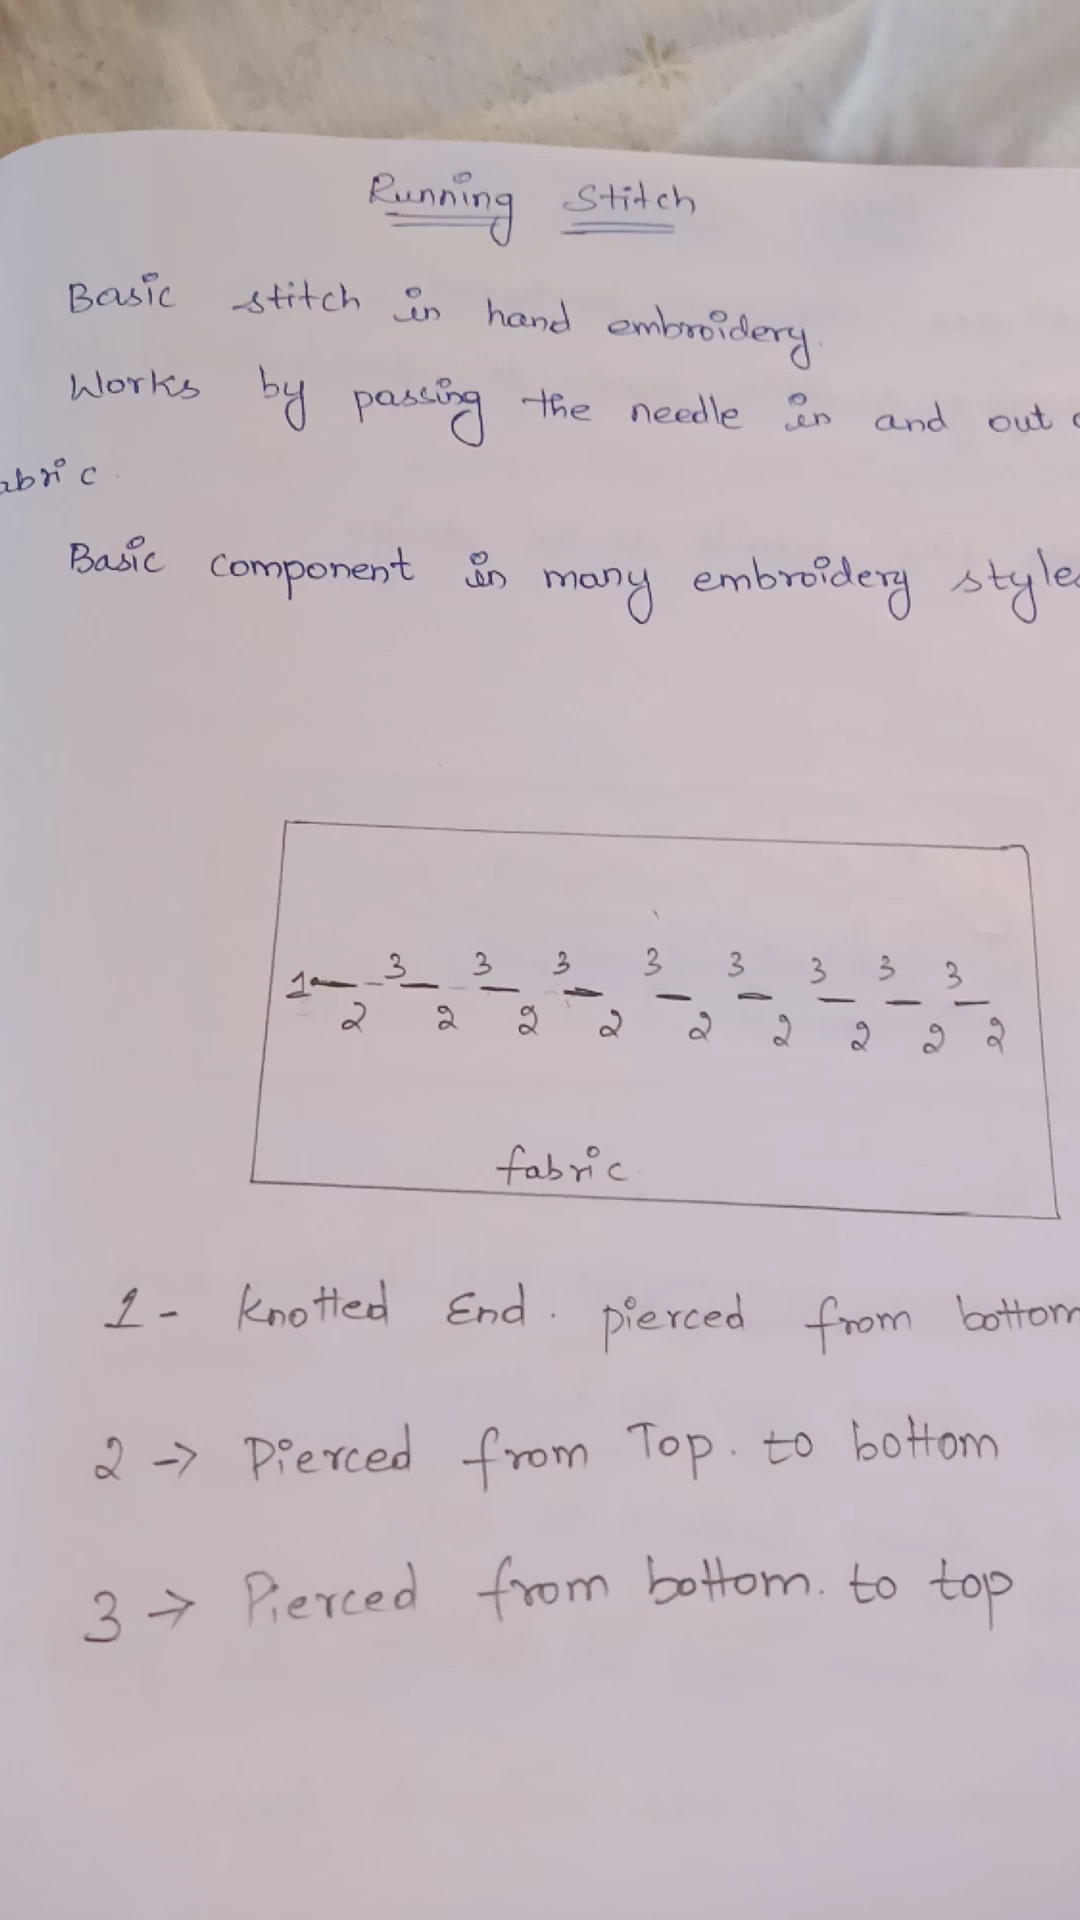 Running Stitch
Basic stitch in hand embroidery.
Works by passing the needle in and out
abric.
Basic component in many embroidery styles
3 3 3 3 3 3 3 3
1
2 2 2 2 2 2 2 2 2
fabric
1 - Knotted End. pierced from bottom
2 → Pierced from Top. to bottom
3 → Pierced from bottom. to top